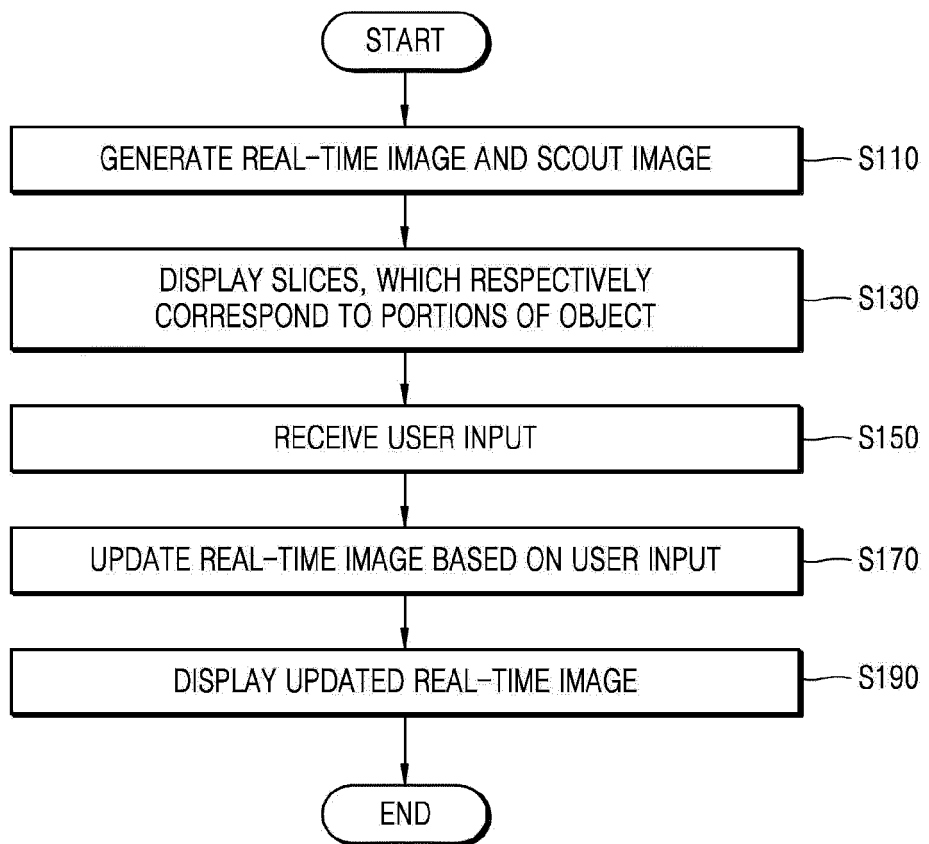 START
GENERATE REAL-TIME IMAGE AND SCOUT IMAGE
S110
DISPLAY SLICES, WHICH RESPECTIVELY
CORRESPOND TO PORTIONS OF OBJECT
S130
RECEIVE USER INPUT
S150
UPDATE REAL-TIME IMAGE BASED ON USER INPUT
S170
DISPLAY UPDATED REAL-TIME IMAGE
S190
END